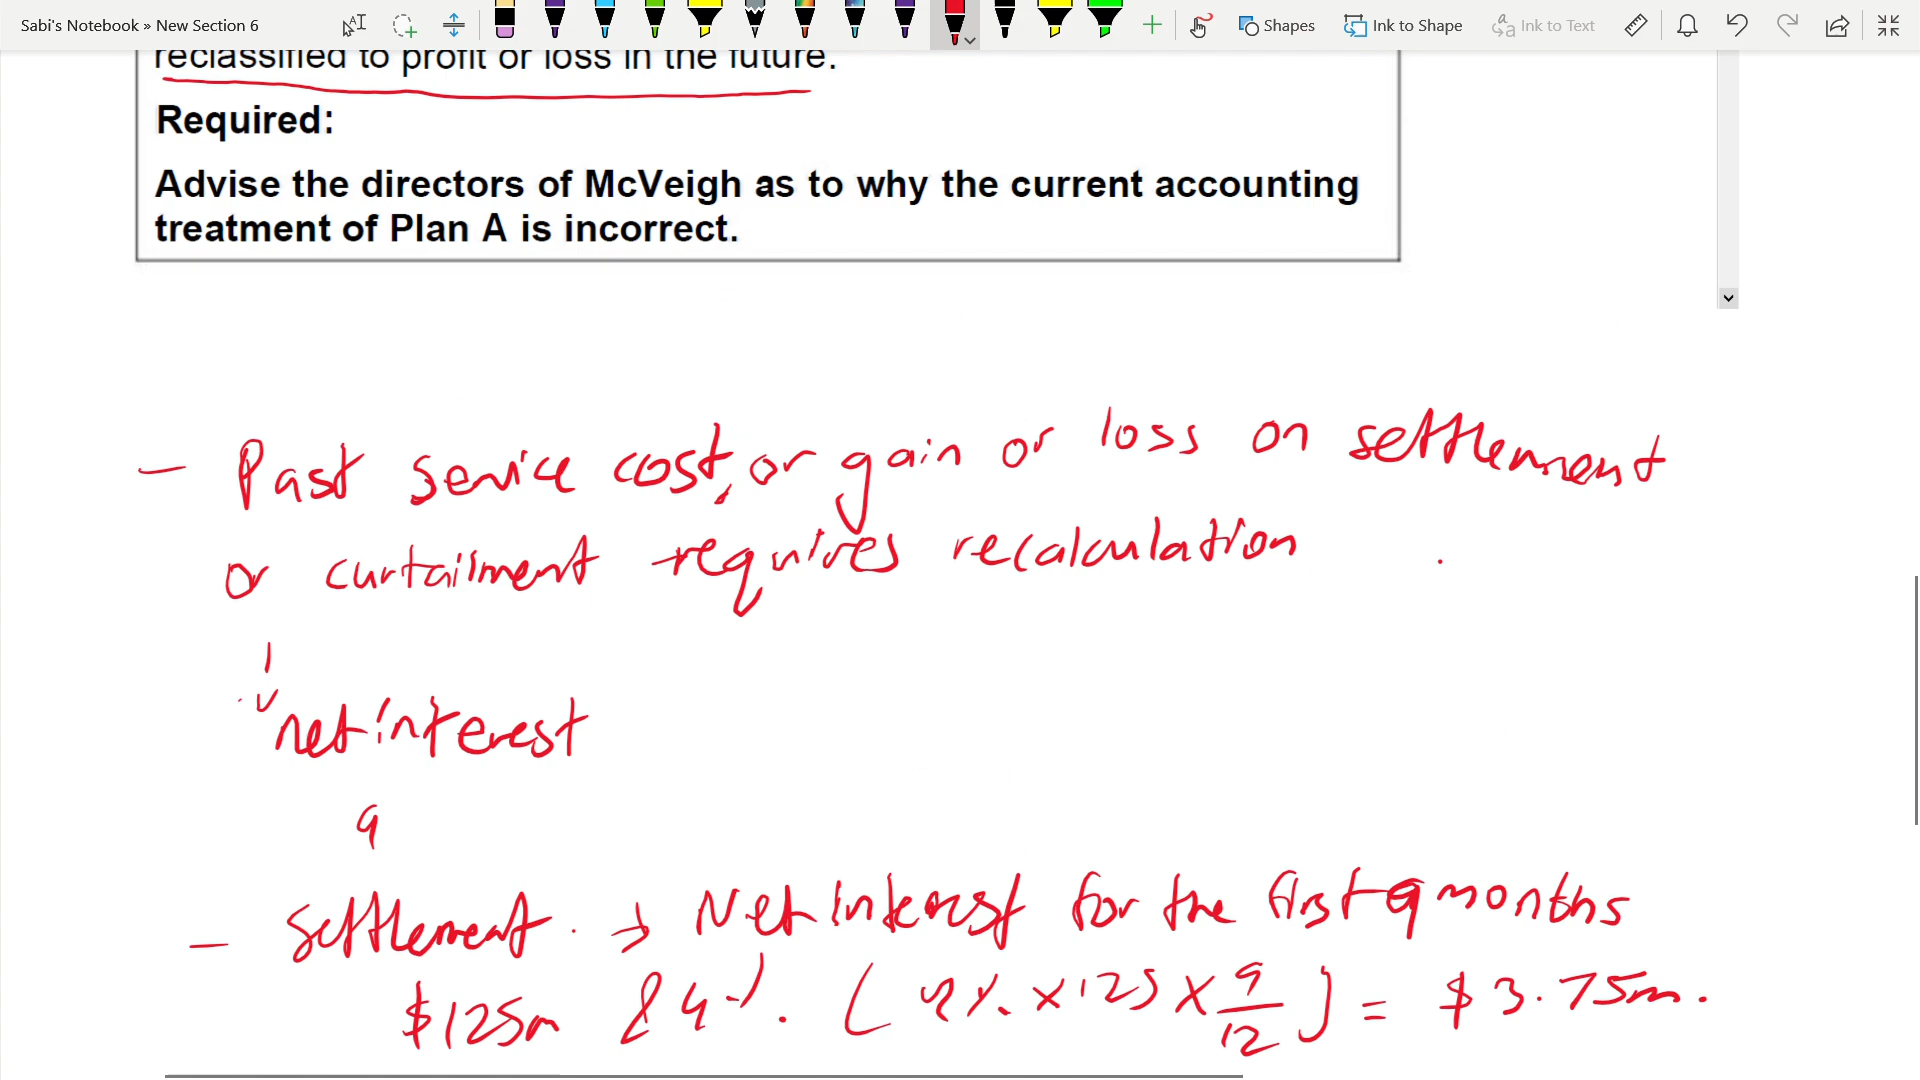 Sabi's Notebook » New Section 6
Shapes
Ink to Shape
Ink to Text
reclassified to profit or loss in the future.
Required:
Advise the directors of McVeigh as to why the current accounting
treatment of Plan A is incorrect.
- Past service cost, or gain or loss on settlement
or curtailment requires recalculation
net interest
9
- Settlement. → Net interest for the first 9 months
$125m & 4%. (4% × 125 × 9/12) = $3.75m.